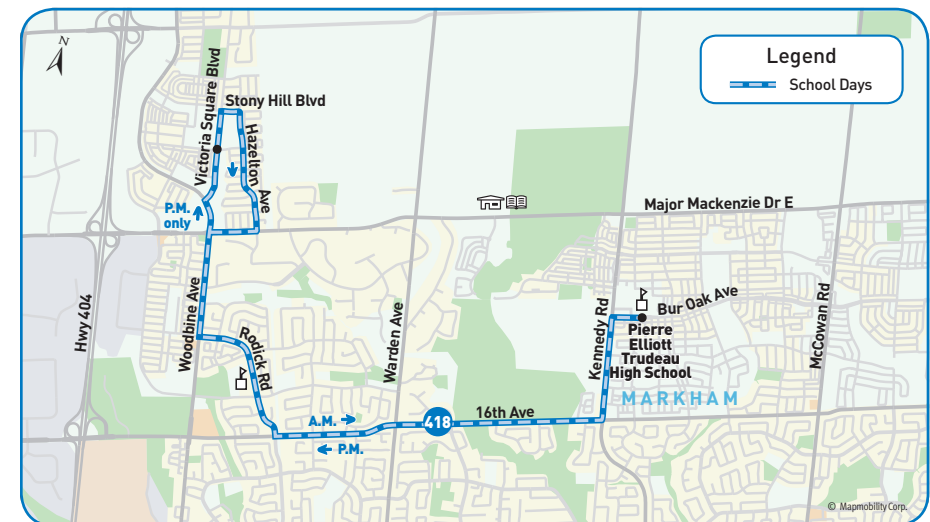 N
Legend
School Days
Victoria Square Blvd
Stony Hill Blvd
Hazelton Ave
P.M.
only
Major Mackenzie Dr E
Hwy 404
Woodbine Ave
Rodick Rd
Warden Ave
Kennedy Rd
Bur Oak Ave
McCowan Rd
Pierre
Elliott
Trudeau
High School
MARKHAM
A.M.
418
16th Ave
P.M.
© Mapmobility Corp.